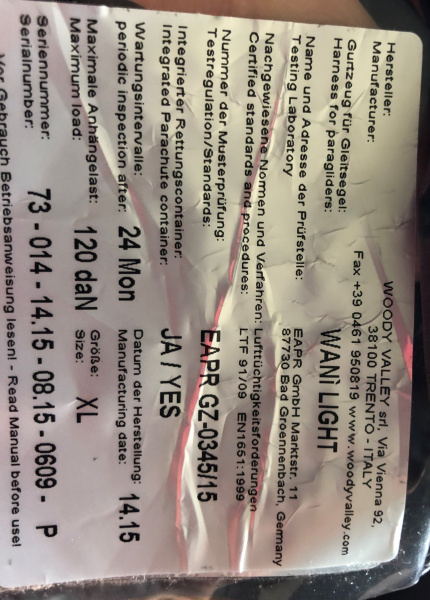 Hersteller: WOODY VALLEY srl, Via Vienna 92,
Manufacturer: 38100 TRENTO - ITALY
Fax +39 0461 950819 www.woodyvalley.com
Gurtzeug für Gleitsegel:
Harness for paragliders: WANI LIGHT
Name und Adresse der Prüfstelle: EAPR GmbH Marktstr. 11
Testing Laboratory 87730 Bad Groennenbach, Germany
Nachgewiesene Normen und Verfahren: Lufttüchtigkeitsforderungen
Certified standards and procedures: LTF 91/09 EN1651:1999
Nummer der Musterprüfung:
Testregulation/Standards: EAPR GZ-0345/15
Integrierter Rettungscontainer:
Integrated Parachute container: JA / YES
Wartungsintervalle: Datum der Herstellung:
periodic inspection after: 24 Mon Manufacturing date: 14.15
Maximale Anhängelast: Größe:
Maximum load: 120 daN Size: XL
Seriennummer:
Serialnumber: 73 - 014 - 14.15 - 08.15 - 0609 - P
Vor Gebrauch Betriebsanweisung lesen! - Read Manual before use!